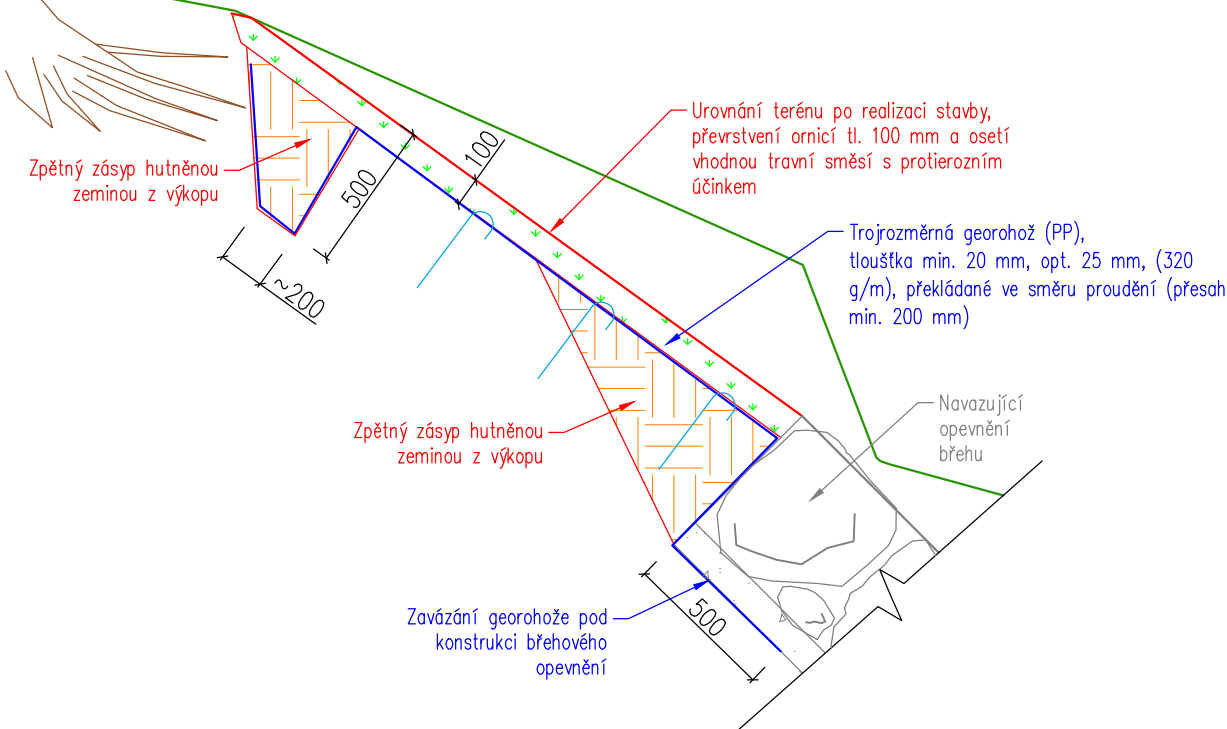 Urovnání terénu po realizaci stavby,
převrstvení ornicí tl. 100 mm a osetí
vhodnou travní směsí s protierozním
účinkem
100
Zpětný zásyp hutněnou
zeminou z výkopu
500
~200
Trojrozměrná georohož (PP),
tloušťka min. 20 mm, opt. 25 mm, (320
g/m), překládané ve směru proudění (přesah
min. 200 mm)
Navazující
opevnění
břehu
Zpětný zásyp hutněnou
zeminou z výkopu
Zavázání georohože pod
konstrukci břehového
opevnění
500